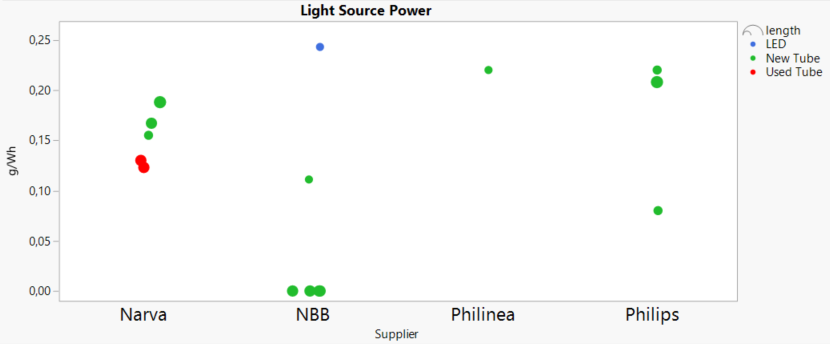 Light Source Power
length
LED
New Tube
Used Tube
0,25
0,20
0,15
0,10
0,05
0,00
g/Wh
Narva NBB Philinea Philips
Supplier